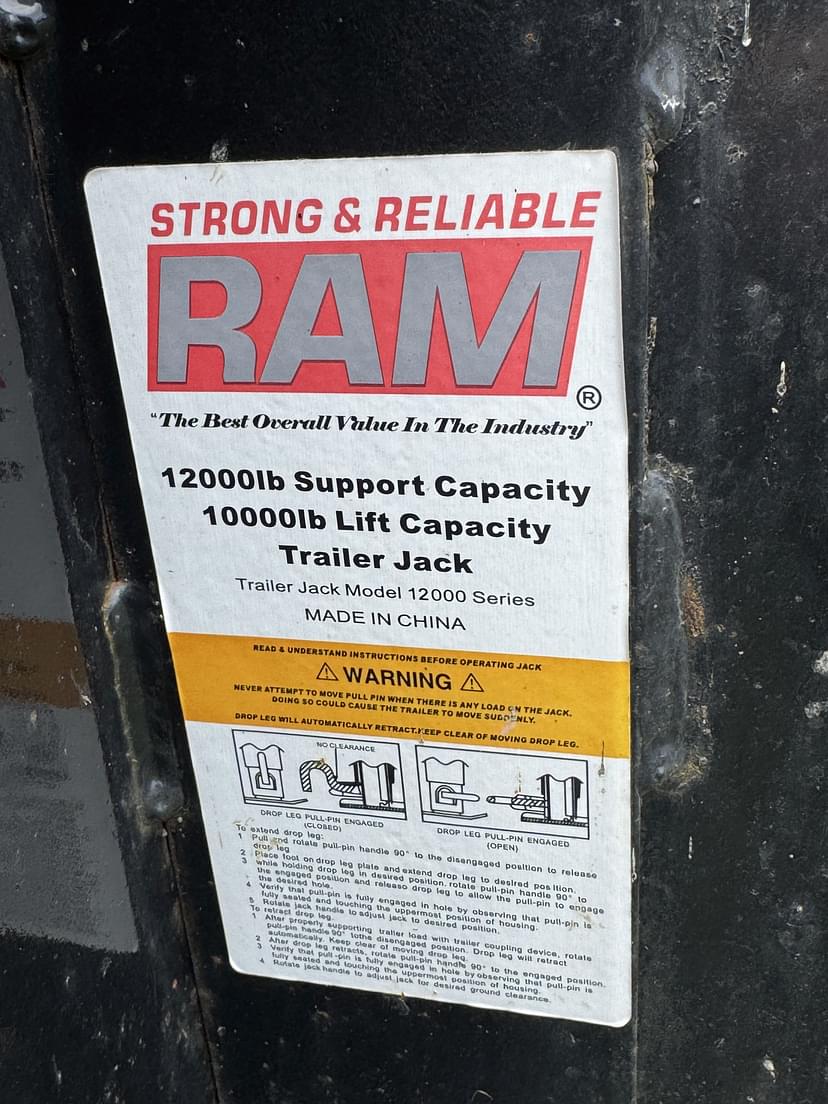 STRONG & RELIABLE
RAM®
"The Best Overall Value In The Industry"
12000lb Support Capacity
10000lb Lift Capacity
Trailer Jack
Trailer Jack Model 12000 Series
MADE IN CHINA
READ & UNDERSTAND INSTRUCTIONS BEFORE OPERATING JACK
⚠ WARNING ⚠
NEVER ATTEMPT TO MOVE PULL PIN WHEN THERE IS ANY LOAD ON THE JACK.
DOING SO COULD CAUSE THE TRAILER TO MOVE SUDDENLY.
DROP LEG WILL AUTOMATICALLY RETRACT.KEEP CLEAR OF MOVING DROP LEG.
NO CLEARANCE
DROP LEG PULL-PIN ENGAGED
(CLOSED)
DROP LEG PULL-PIN ENGAGED
(OPEN)
To extend drop leg:
1 Pull and rotate pull-pin handle 90° to the disengaged position to release
drop leg
2 Place foot on drop leg plate and extend drop leg to desired position.
3 while holding drop leg in desired position, rotate pull-pin handle 90° to
the engaged position and releaso drop leg to allow the pull-pin to engage
the desired hole.
4 Verify that pull-pin is fully engaged in hole by observing that pull-pin is
fully seated and touching the uppermost position of housing.
5 Rotale jack handle to adjust jack to desired position.
To retract drop leg.
1 After properly supporting trailer load with trailer coupling device, rotate
pull-pin handle 90° tothe disengaged position. Drop leg will retract
automatically. Keep clear of moving drop leg.
2 After drop leg retracts, rotate pull-pin handle 90° to the engaged position.
3 Verify that pull-pin is fully engaged in hole by observing that pull-pin is
fully seated and touching the uppermost position of housing.
4 Rotate jack handle to adjust jack for desired ground clearance.